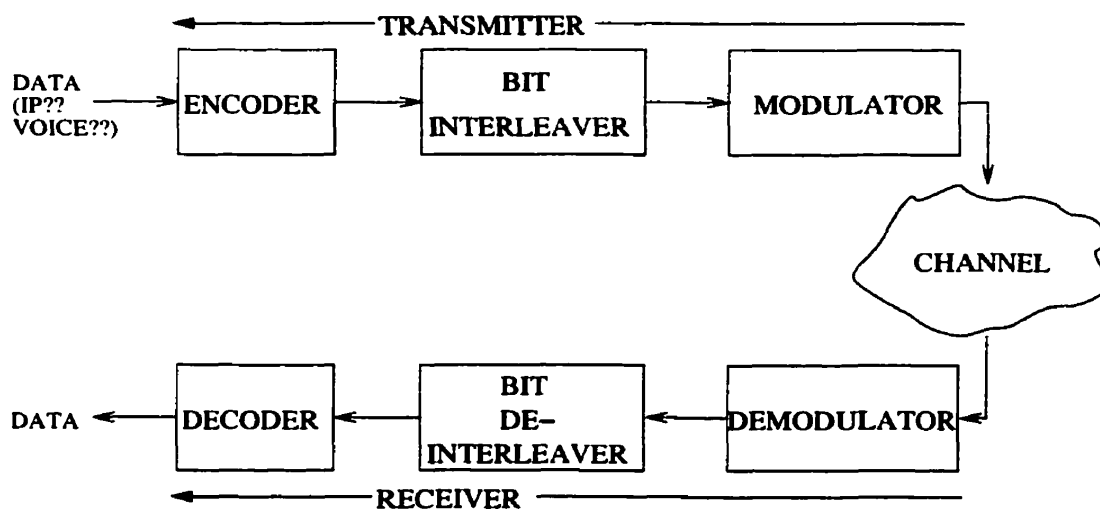 TRANSMITTER
DATA
(IP??
VOICE??)
ENCODER
BIT
INTERLEAVER
MODULATOR
CHANNEL
DATA
DECODER
BIT
DE-
INTERLEAVER
DEMODULATOR
RECEIVER